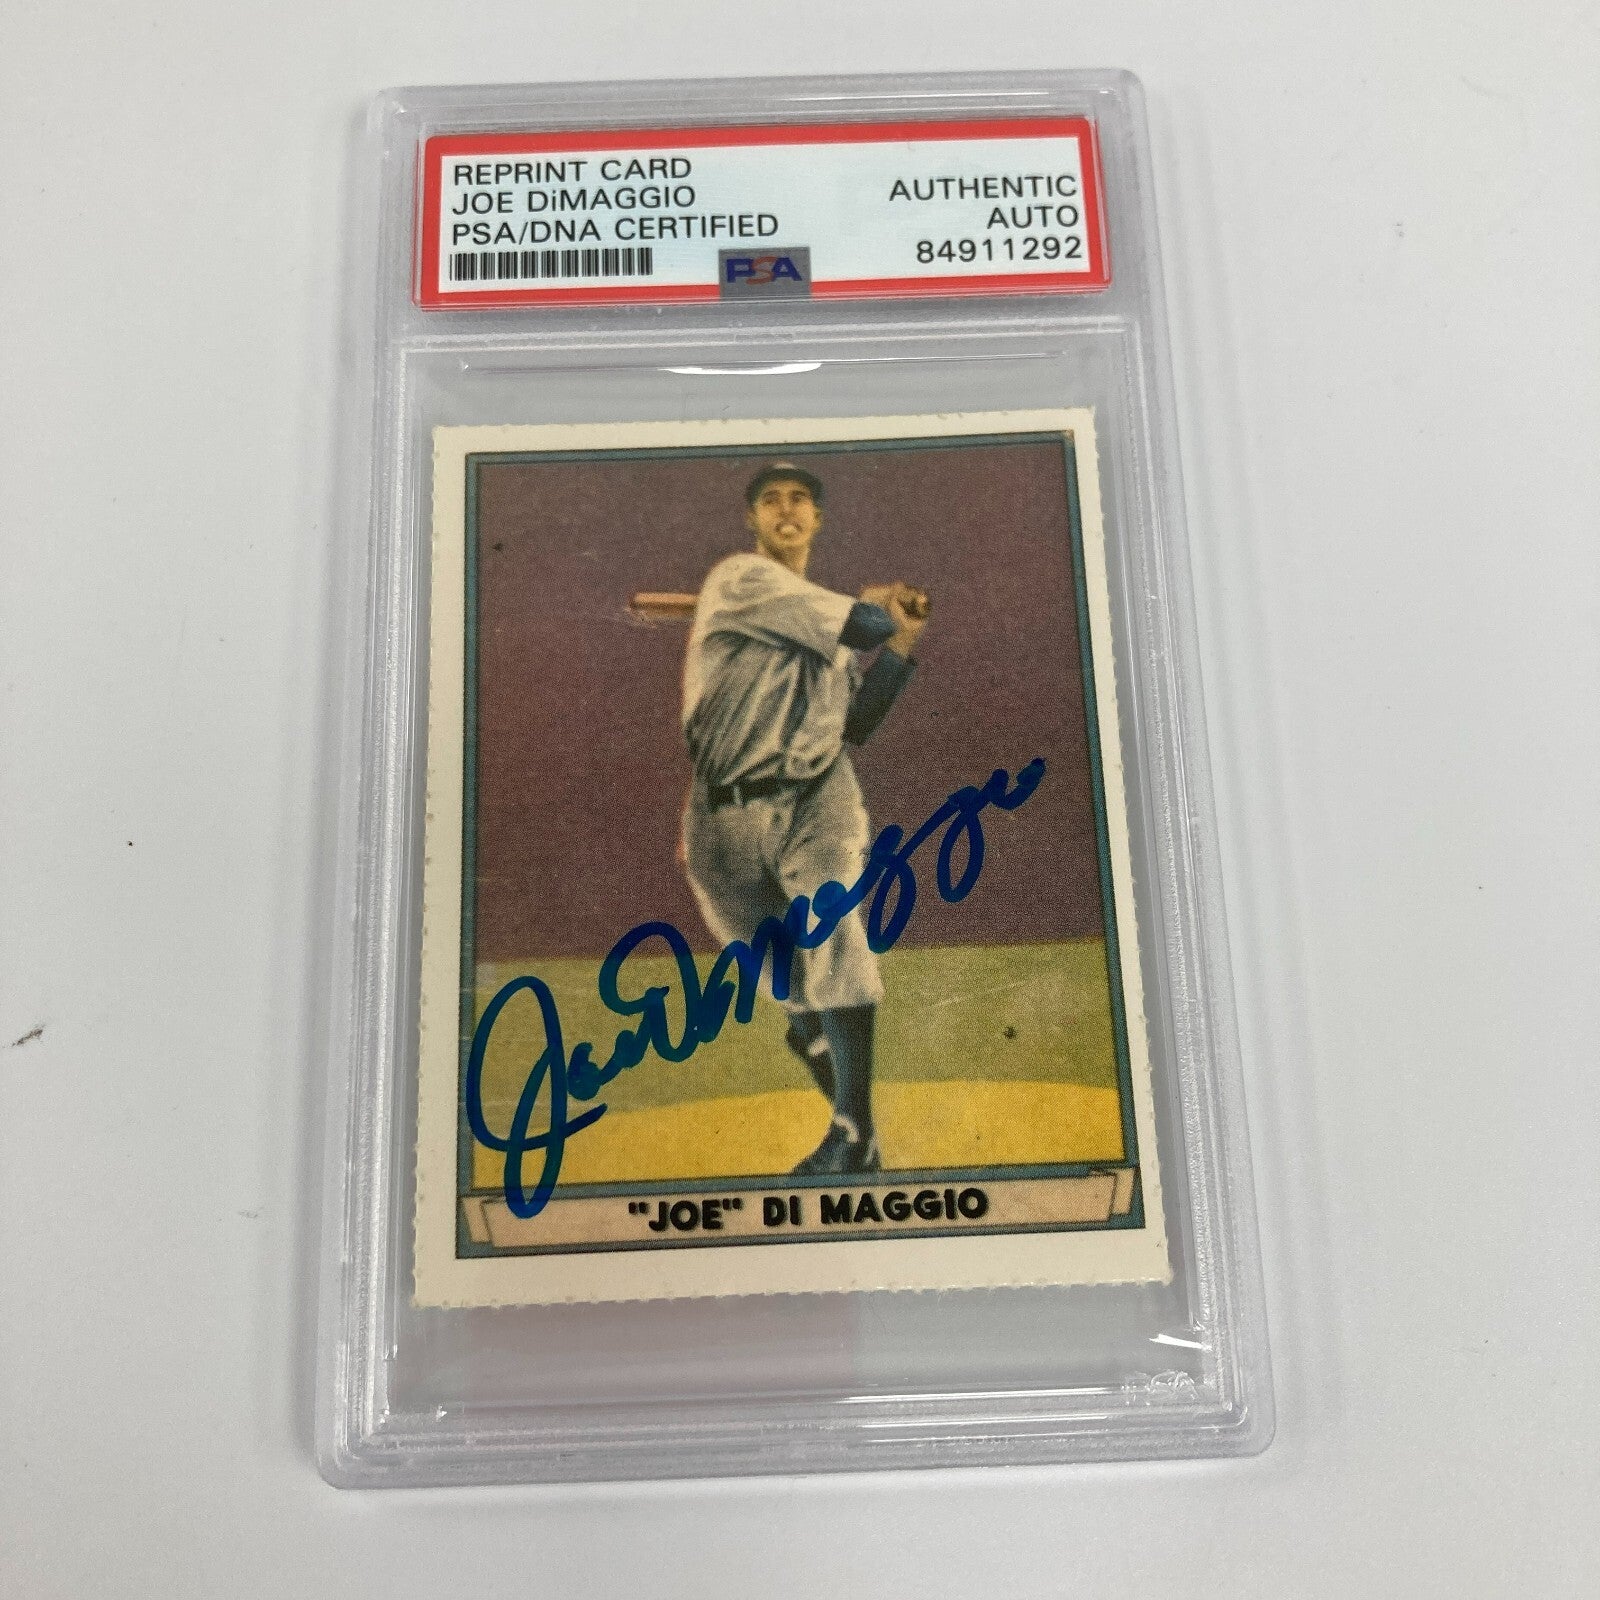 REPRINT CARD
JOE DiMAGGIO
PSA/DNA CERTIFIED
AUTHENTIC
AUTO
84911292
PSA
Joe DiMaggio
"JOE" DI MAGGIO